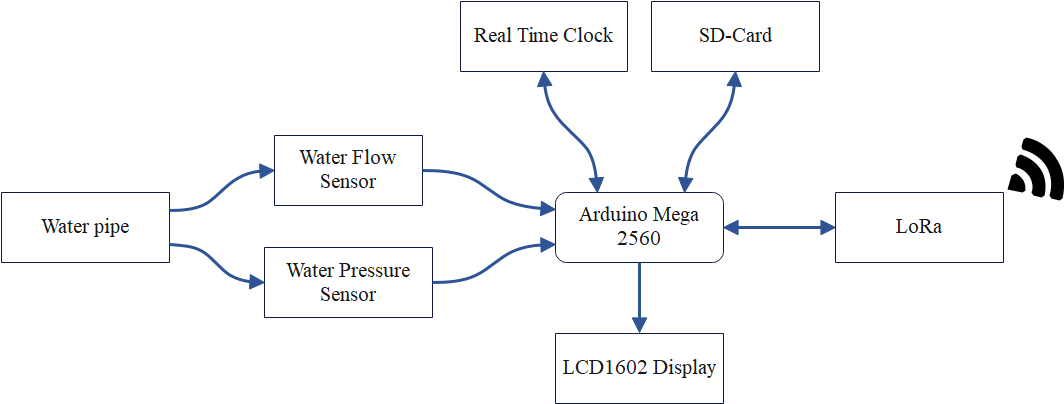 Real Time Clock
SD-Card
Water Flow
Sensor
Water pipe
Arduino Mega
2560
LoRa
Water Pressure
Sensor
LCD1602 Display